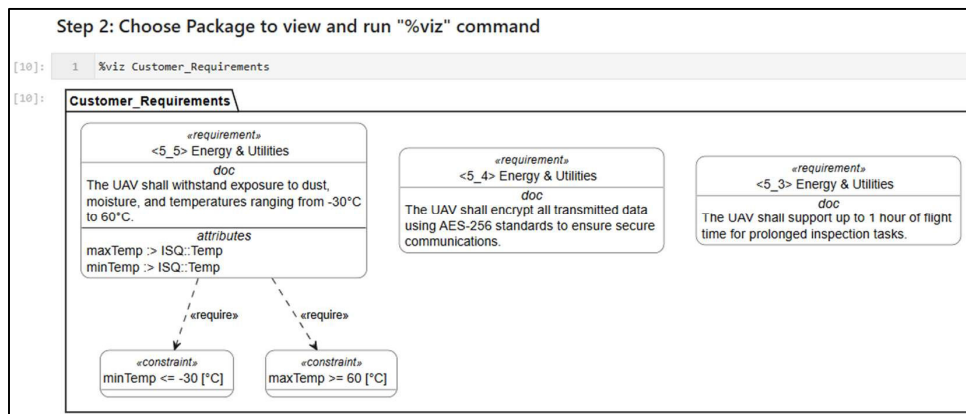 Step 2: Choose Package to view and run "%viz" command
[10]: 1 %viz Customer_Requirements
[10]:
Customer_Requirements
«requirement»
<5_5> Energy & Utilities
doc
The UAV shall withstand exposure to dust,
moisture, and temperatures ranging from -30°C
to 60°C.
attributes
maxTemp :> ISQ::Temp
minTemp :> ISQ::Temp
«requirement»
<5_4> Energy & Utilities
doc
The UAV shall encrypt all transmitted data
using AES-256 standards to ensure secure
communications.
«requirement»
<5_3> Energy & Utilities
doc
The UAV shall support up to 1 hour of flight
time for prolonged inspection tasks.
«require»
«require»
«constraint»
minTemp <= -30 [°C]
«constraint»
maxTemp >= 60 [°C]